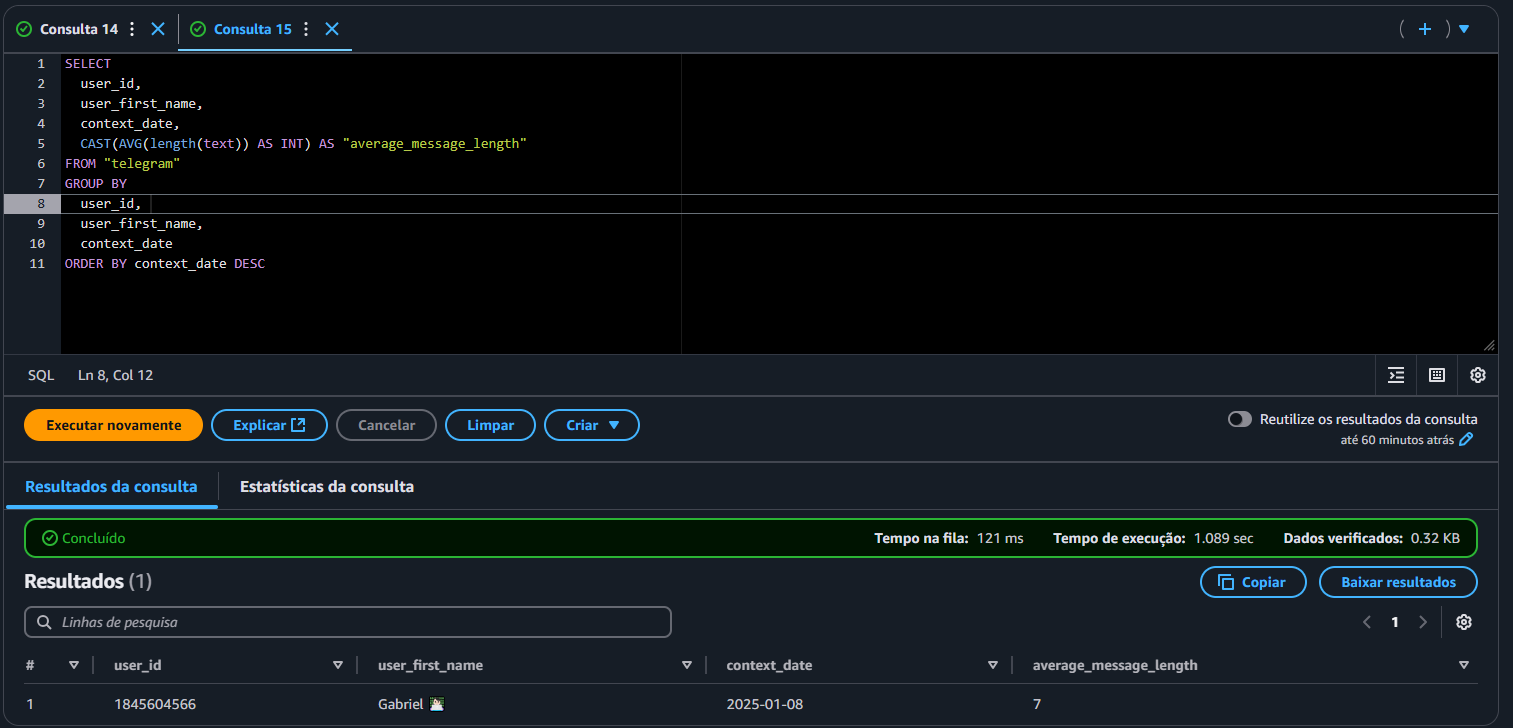 Consulta 14 Consulta 15
1 SELECT
2 user_id,
3 user_first_name,
4 context_date,
5 CAST(AVG(length(text)) AS INT) AS "average_message_length"
6 FROM "telegram"
7 GROUP BY
8 user_id,
9 user_first_name,
10 context_date
11 ORDER BY context_date DESC
SQL Ln 8, Col 12
Executar novamente Explicar Cancelar Limpar Criar
Reutilize os resultados da consulta
até 60 minutos atrás
Resultados da consulta Estatísticas da consulta
Concluído Tempo na fila: 121 ms Tempo de execução: 1.089 sec Dados verificados: 0.32 KB
Resultados (1) Copiar Baixar resultados
Linhas de pesquisa 1
# user_id user_first_name context_date average_message_length
1 1845604566 Gabriel 2025-01-08 7